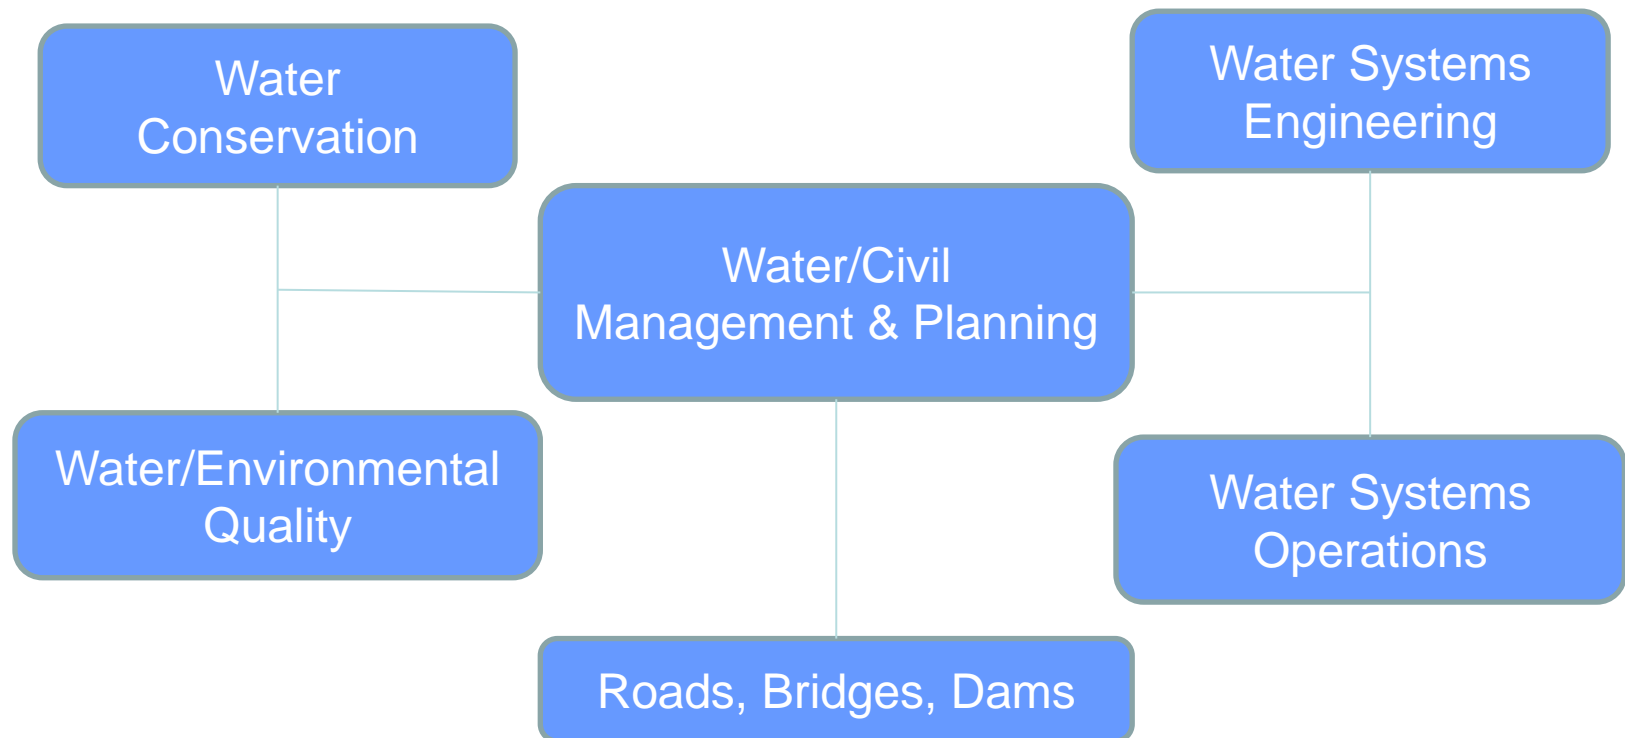 Water
Conservation
Water Systems
Engineering
Water/Civil
Management & Planning
Water/Environmental
Quality
Water Systems
Operations
Roads, Bridges, Dams